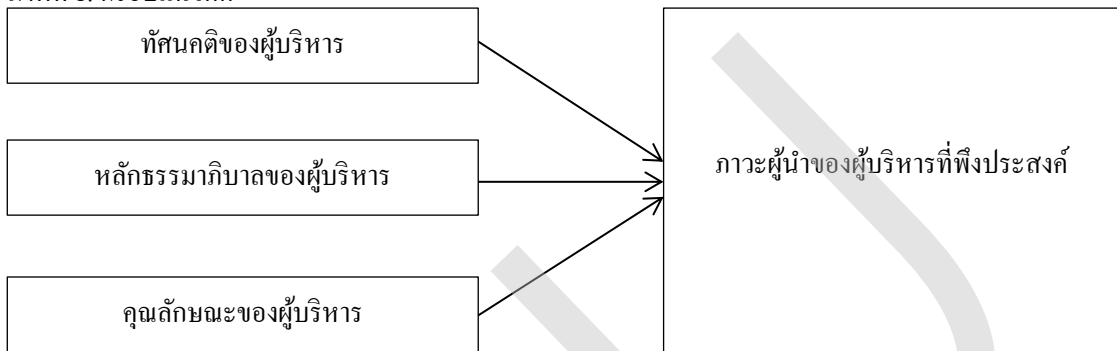 ทัศนคติของผู้บริหาร
หลักธรรมาภิบาลของผู้บริหาร
ภาวะผู้นำของผู้บริหารที่พึงประสงค์
คุณลักษณะของผู้บริหาร